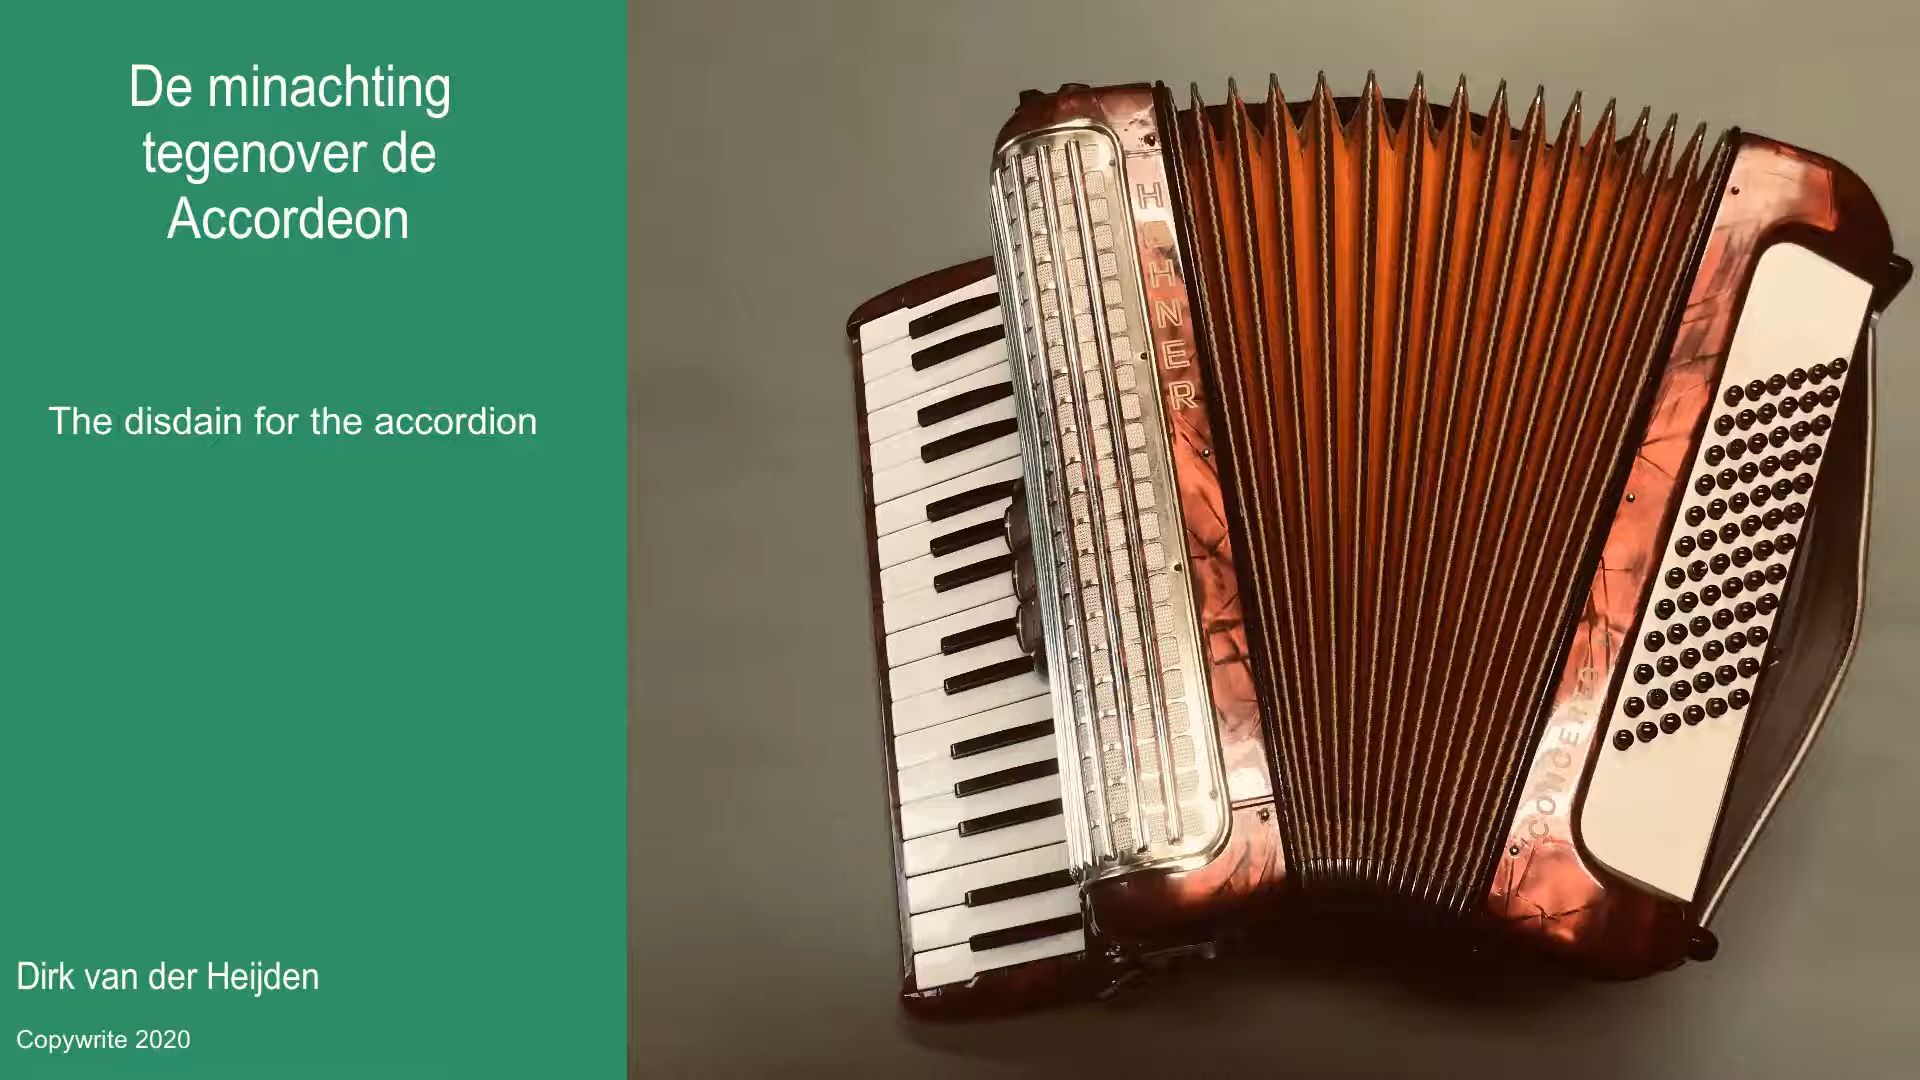 De minachting
tegenover de
Accordeon
The disdain for the accordion
Dirk van der Heijden
Copywrite 2020
HOHNER
CONCERTO